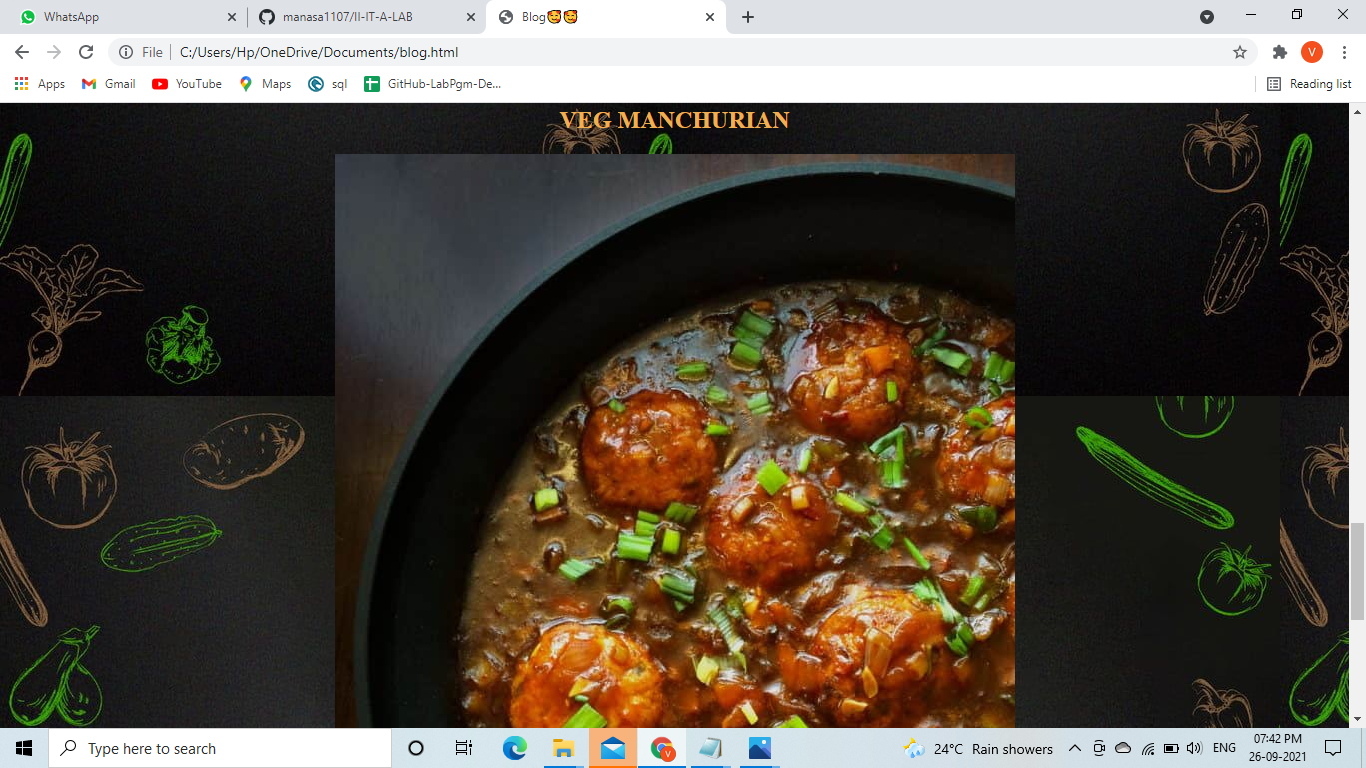 WhatsApp
manasa1107/II-IT-A-LAB
Blog🥰🥰
File
C:/Users/Hp/OneDrive/Documents/blog.html
V
Apps
Gmail
YouTube
Maps
sql
GitHub-LabPgm-De...
Reading list
VEG MANCHURIAN
Type here to search
V
24°C Rain showers
ENG
07:42 PM
26-09-2021